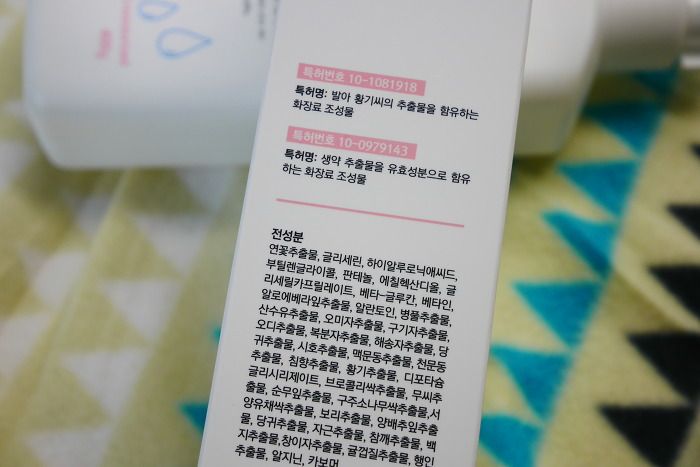 특허번호 10-1081918
특허명: 발아 황기씨의 추출물을 함유하는
화장료 조성물
특허번호 10-0979143
특허명: 생약 추출물을 유효성분으로 함유
하는 화장료 조성물
전성분
연꽃추출물, 글리세린, 하이알루로닉애씨드,
부틸렌글라이콜, 판테놀, 에칠헥산디올, 글
리세릴카프릴레이트, 베타-글루칸, 베타인,
알로에베라잎추출물, 알란토인, 병풀추출물,
산수유추출물, 오미자추출물, 구기자추출물,
오디추출물, 복분자추출물, 해송자추출물, 당
귀추출물, 시호추출물, 맥문동추출물, 천문동
추출물, 침향추출물, 황기추출물, 디포타슘
글리시리제이트, 브로콜리싹추출물, 무씨추
출물, 순무잎추출물, 구주소나무싹추출물,서
양유채싹추출물, 보리추출물, 양배추잎추출
물, 당귀추출물, 자근추출물, 참깨추출물, 백
지추출물,창이자추출물, 귤껍질추출물, 행인
추출물, 알지닌, 카보머